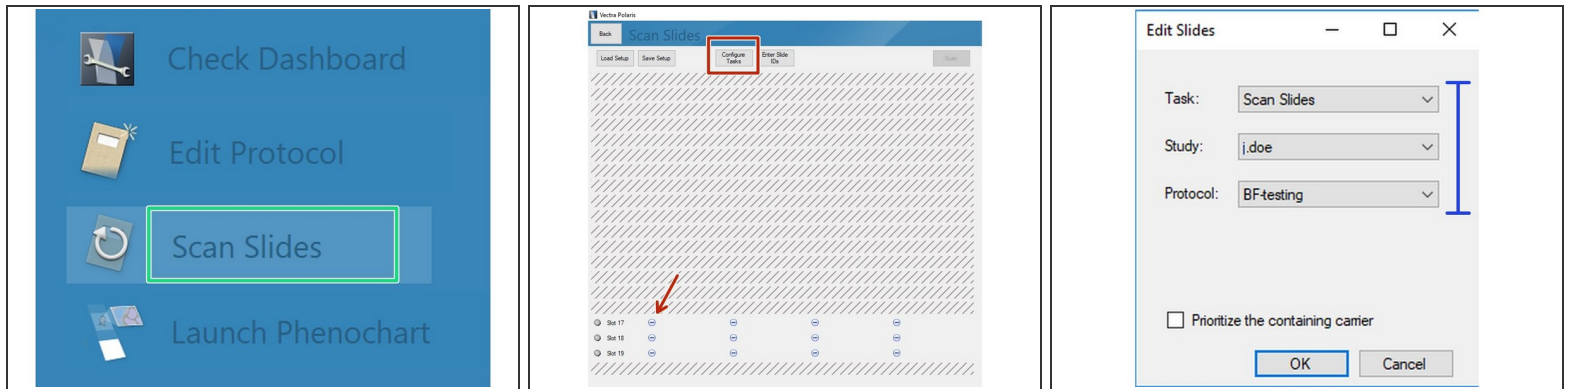 Check Dashboard
Edit Protocol
Scan Slides
Launch Phenochart
Vectra Polaris
Back
Scan Slides
Load Setup
Save Setup
Configure
Tasks
Enter Slide
IDs
Scan
Slot 17
Slot 18
Slot 19
Edit Slides
Task:
Scan Slides
Study:
j.doe
Protocol:
BF-testing
Prioritize the containing carrier
OK
Cancel